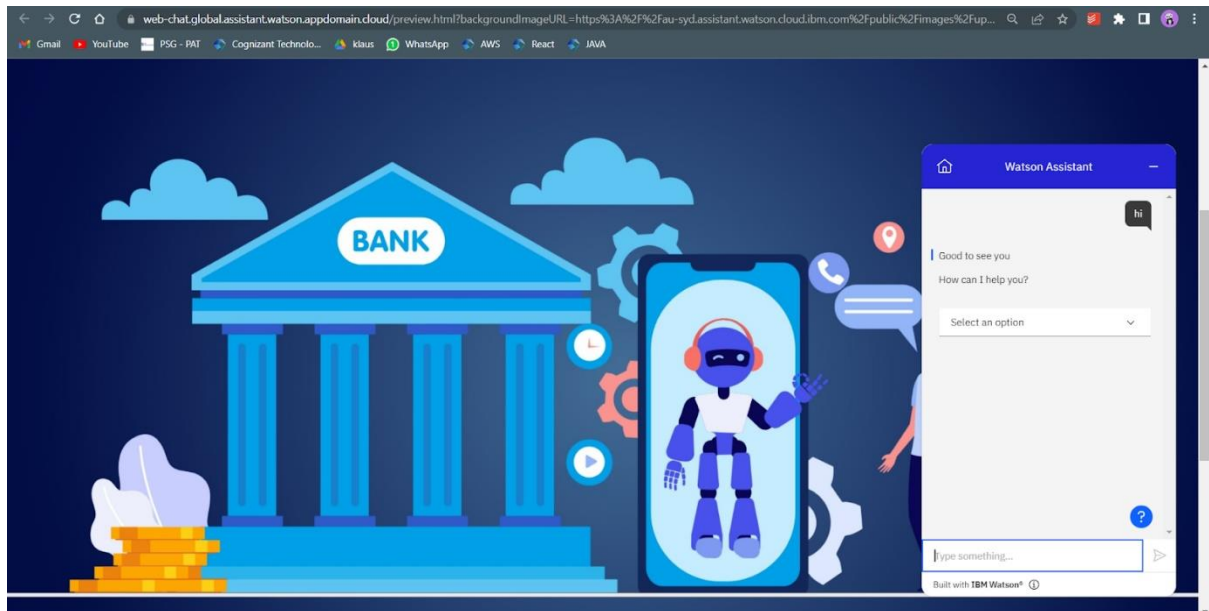 web-chat.global.assistant.watson.appdomain.cloud/preview.html?backgroundImageURL=https%3A%2F%2Fau-syd.assistant.watson.cloud.ibm.com%2Fpublic%2Fimages%2Fup...
Gmail YouTube PSG - PAT Cognizant Technolo... klaus WhatsApp AWS React JAVA
BANK
Watson Assistant
hi
Good to see you
How can I help you?
Select an option
?
Type something...
Built with IBM Watson®